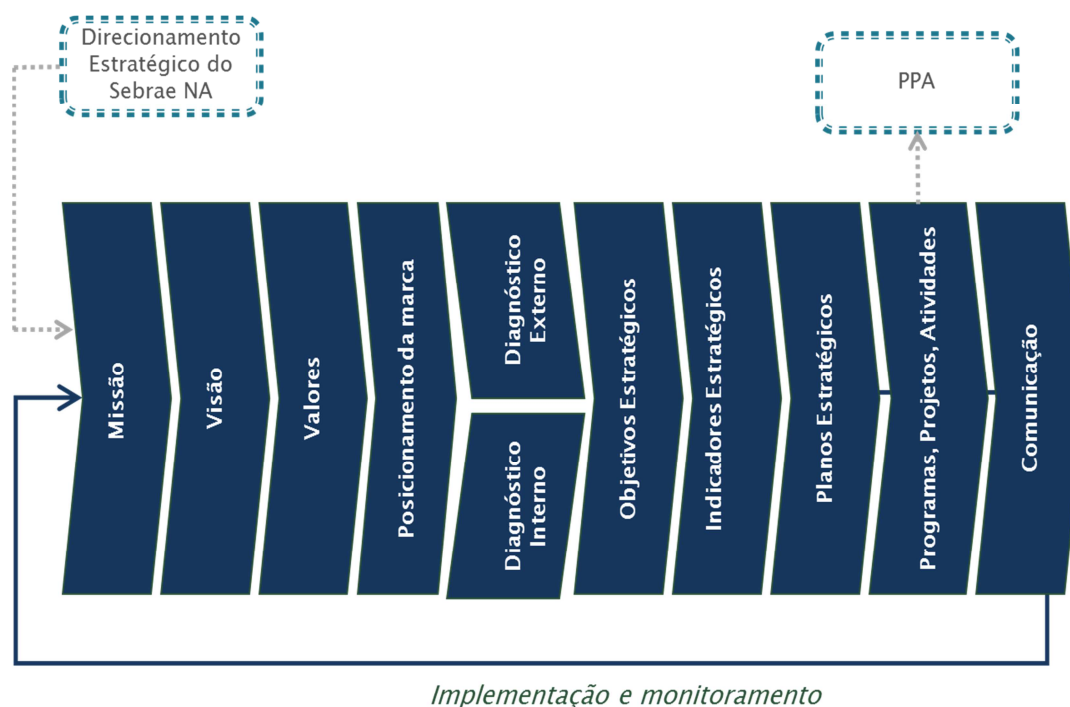 Direcionamento
Estratégico do
Sebrae NA
PPA
Missão
Visão
Valores
Posicionamento da marca
Diagnóstico
Externo
Diagnóstico
Interno
Objetivos Estratégicos
Indicadores Estratégicos
Planos Estratégicos
Programas, Projetos, Atividades
Comunicação
Implementação e monitoramento